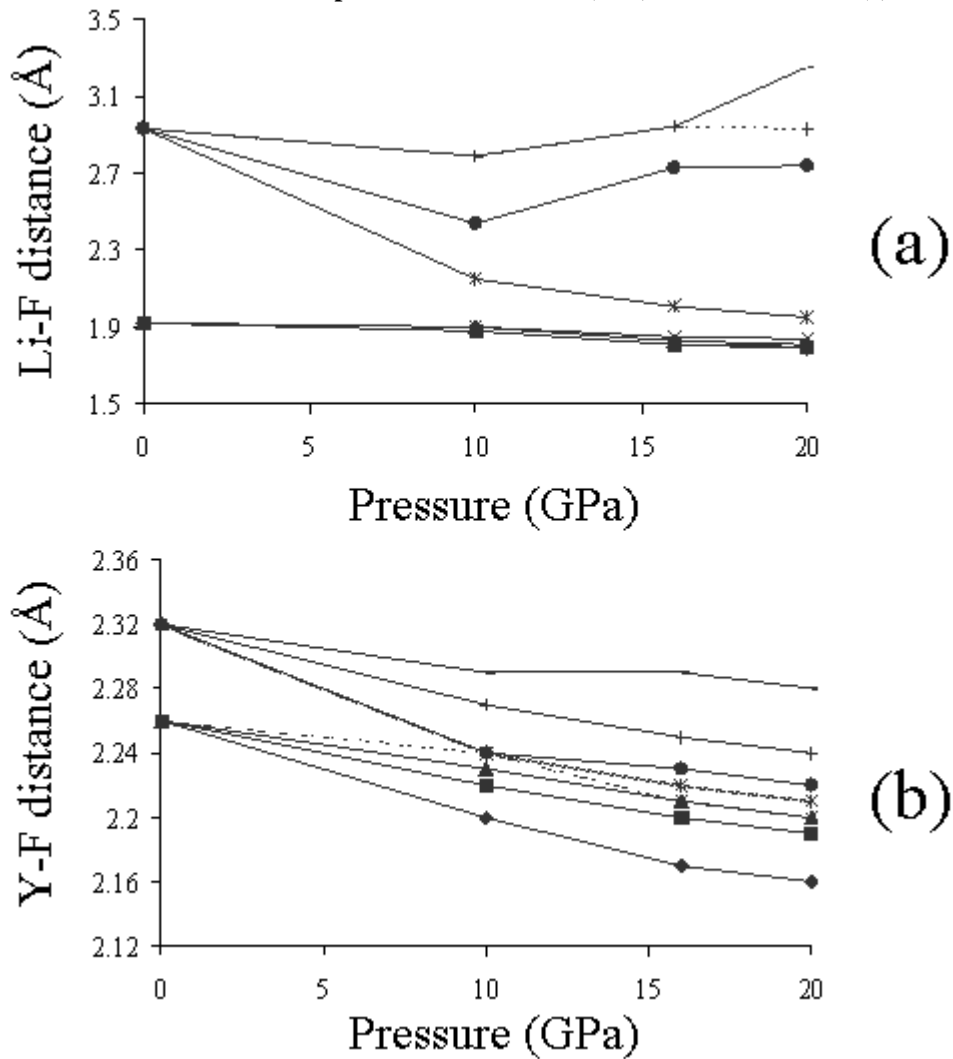 3.5
3.1
2.7
2.3
1.9
1.5
Li-F distance (Å)
(a)
0 5 10 15 20
Pressure (GPa)
2.36
2.32
2.28
2.24
2.2
2.16
2.12
Y-F distance (Å)
(b)
0 5 10 15 20
Pressure (GPa)